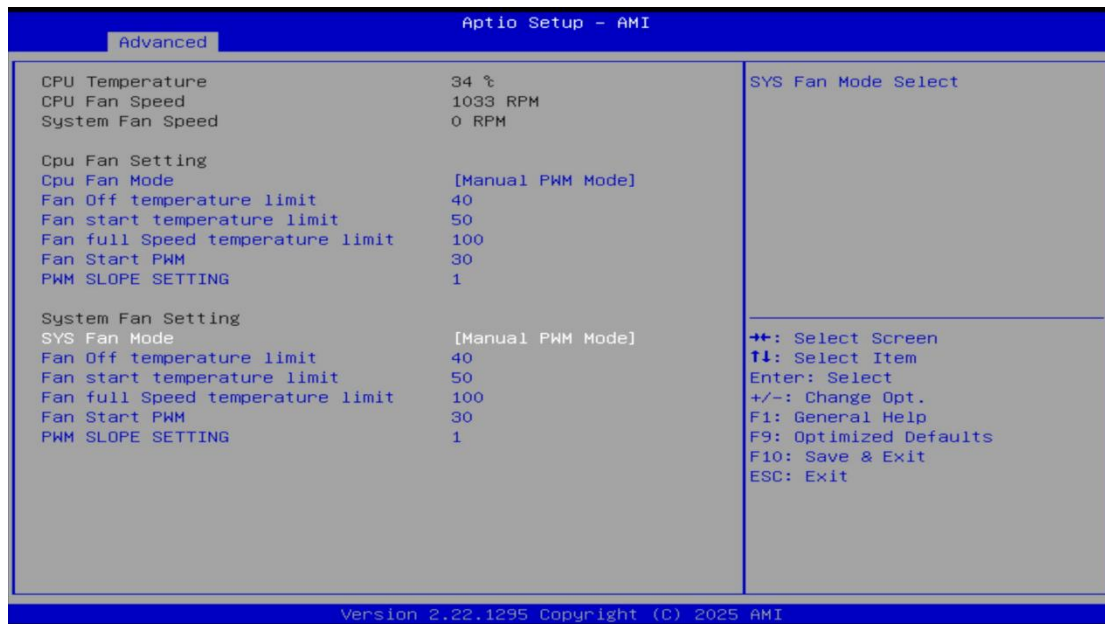 Aptio Setup - AMI
Advanced
CPU Temperature 34 ℃
CPU Fan Speed 1033 RPM
System Fan Speed 0 RPM
Cpu Fan Setting
Cpu Fan Mode [Manual PWM Mode]
Fan Off temperature limit 40
Fan start temperature limit 50
Fan full Speed temperature limit 100
Fan Start PWM 30
PWM SLOPE SETTING 1
System Fan Setting
SYS Fan Mode [Manual PWM Mode]
Fan Off temperature limit 40
Fan start temperature limit 50
Fan full Speed temperature limit 100
Fan Start PWM 30
PWM SLOPE SETTING 1
SYS Fan Mode Select
→←: Select Screen
↑↓: Select Item
Enter: Select
+/-: Change Opt.
F1: General Help
F9: Optimized Defaults
F10: Save & Exit
ESC: Exit
Version 2.22.1295 Copyright (C) 2025 AMI